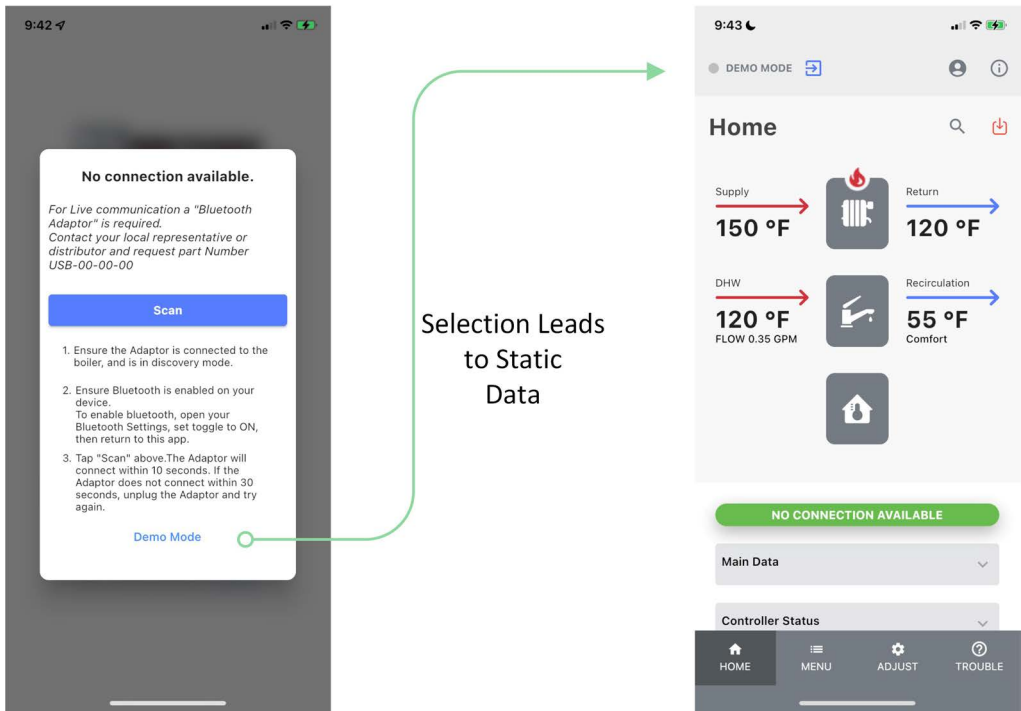 9:42
No connection available.
For Live communication a "Bluetooth
Adaptor" is required.
Contact your local representative or
distributor and request part Number
USB-00-00-00
Scan
1. Ensure the Adaptor is connected to the
boiler, and is in discovery mode.
2. Ensure Bluetooth is enabled on your
device.
To enable bluetooth, open your
Bluetooth Settings, set toggle to ON,
then return to this app.
3. Tap "Scan" above.The Adaptor will
connect within 10 seconds. If the
Adaptor does not connect within 30
seconds, unplug the Adaptor and try
again.
Demo Mode
Selection Leads
to Static
Data
9:43
DEMO MODE
Home
Supply
150 °F
Return
120 °F
DHW
120 °F
FLOW 0.35 GPM
Recirculation
55 °F
Comfort
NO CONNECTION AVAILABLE
Main Data
Controller Status
HOME
MENU
ADJUST
TROUBLE